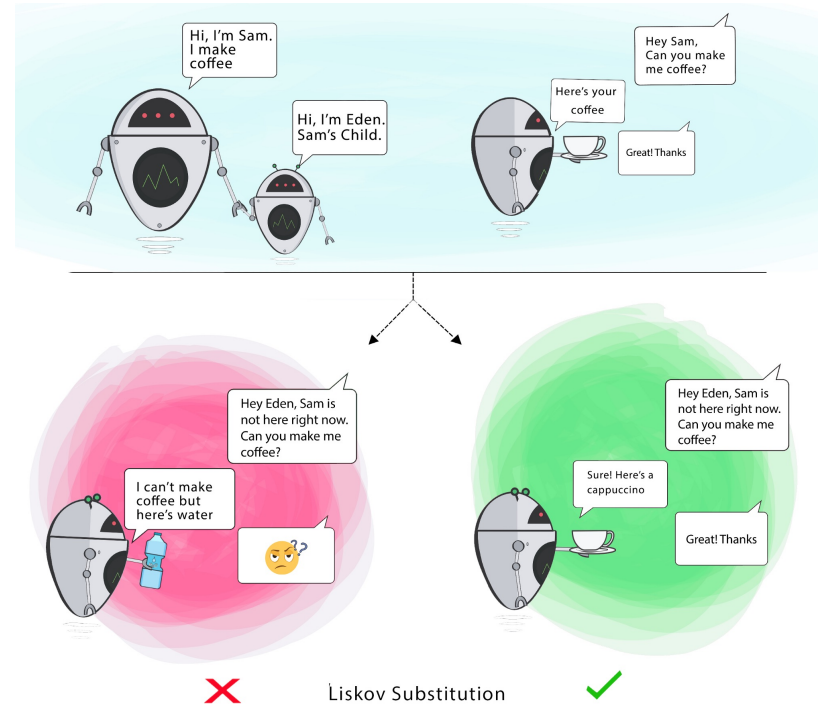 Hi, I'm Sam.
I make
coffee
Hi, I'm Eden.
Sam's Child.
Hey Sam,
Can you make
me coffee?
Here's your
coffee
Great! Thanks
Hey Eden, Sam is
not here right now.
Can you make me
coffee?
I can't make
coffee but
here's water
??
Hey Eden, Sam is
not here right now.
Can you make me
coffee?
Sure! Here's a
cappuccino
Great! Thanks
Liskov Substitution